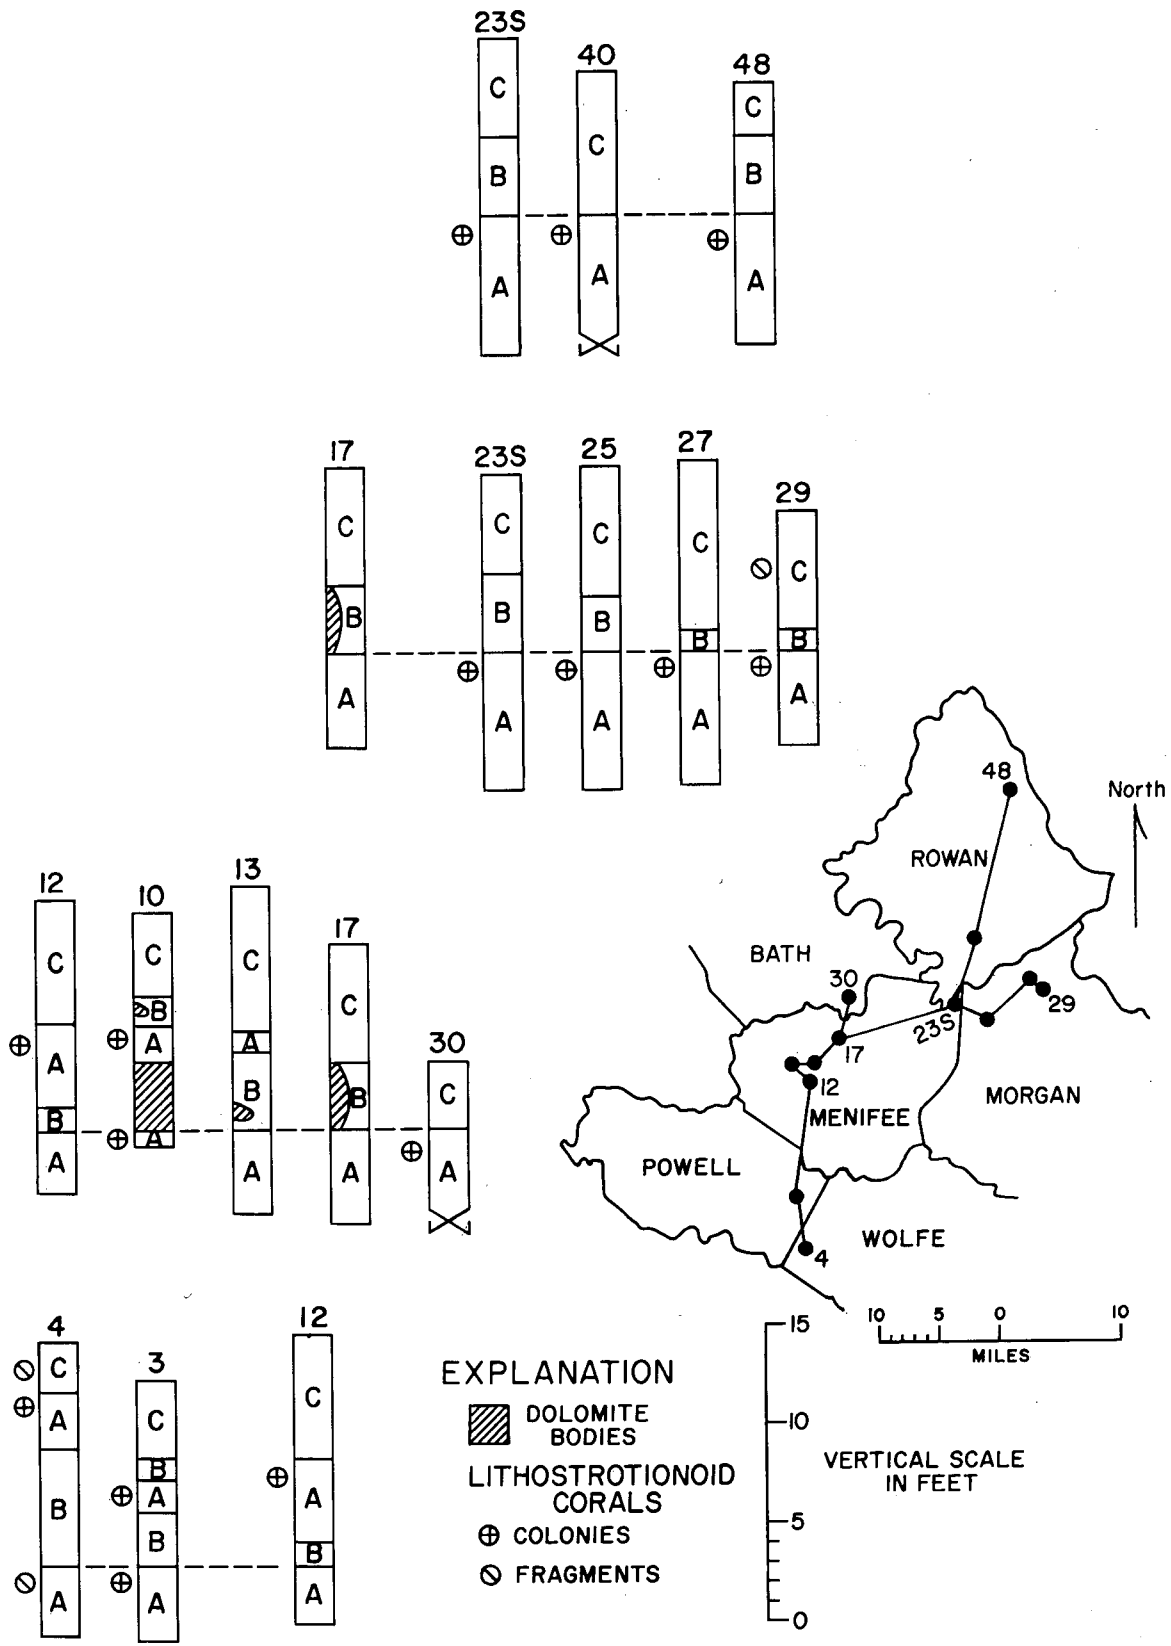 23S
40
48
C
C
C
B
B
A
A
A
17
23S
25
27
29
C
C
C
C
C
B
B
B
B
B
A
A
A
A
A
12
10
13
17
30
C
C
C
C
C
B
A
A
A
B
B
B
A
A
A
A
A
4
3
12
C
C
C
A
B
A
A
B
B
B
A
A
A
EXPLANATION
DOLOMITE
BODIES
LITHOSTROTIONOID
CORALS
COLONIES
FRAGMENTS
North
48
ROWAN
BATH
30
29
23S
17
12
MENIFEE
MORGAN
POWELL
WOLFE
4
10 5 0 10
MILES
15
10
5
0
VERTICAL SCALE
IN FEET